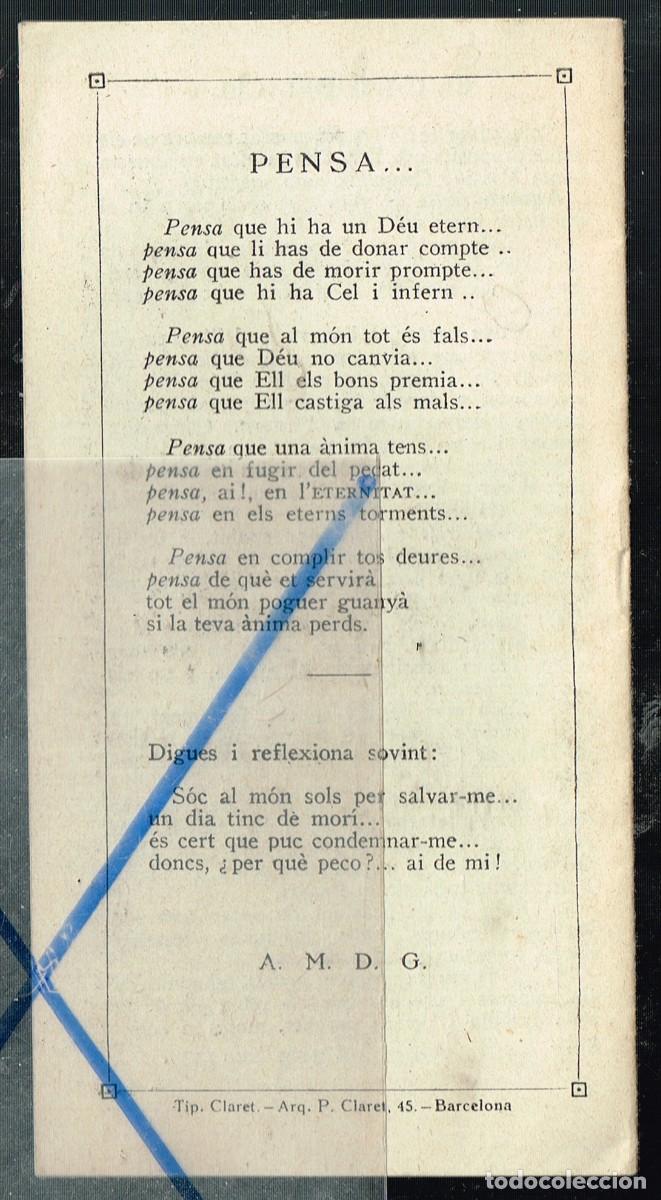 PENSA...
Pensa que hi ha un Déu etern...
pensa que li has de donar compte ..
pensa que has de morir prompte...
pensa que hi ha Cel i infern ..
Pensa que al món tot és fals...
pensa que Déu no canvia...
pensa que Ell els bons premia...
pensa que Ell castiga als mals...
Pensa que una ànima tens...
pensa en fugir del pecat...
pensa, ai!, en l'ETERNITAT...
pensa en els eterns torments...
Pensa en complir tos deures...
pensa de què et servirà
tot el món poguer guanyà
si la teva ànima perds.
Digues i reflexiona sovint:
Sóc al món sols per salvar-me...
un dia tinc de morí...
és cert que puc condemnar-me...
doncs, ¿per què peco?... ai de mi!
A. M. D. G.
Tip. Claret. – Arq. P. Claret, 45. – Barcelona
todocoleccion